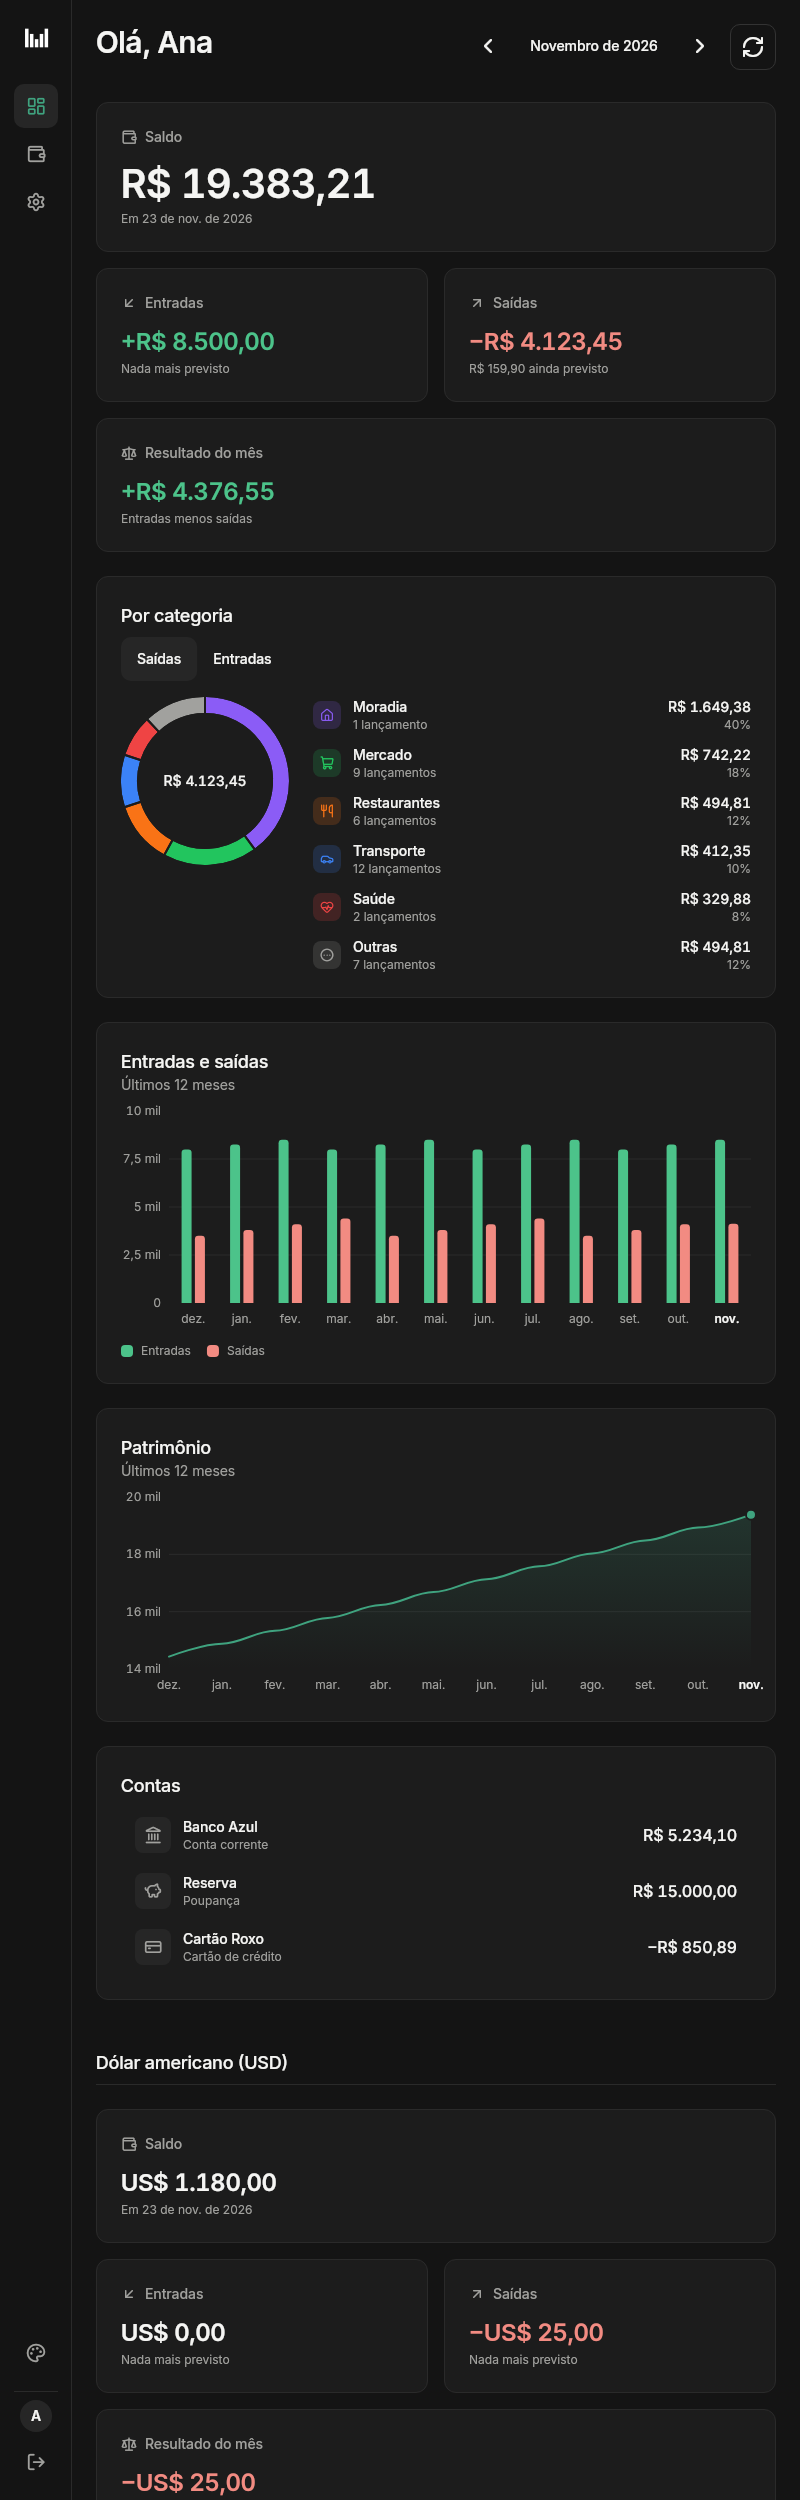 Olá, Ana
Novembro de 2026
Saldo
R$ 19.383,21
Em 23 de nov. de 2026
Entradas
+R$ 8.500,00
Nada mais previsto
Saídas
−R$ 4.123,45
R$ 159,90 ainda previsto
Resultado do mês
+R$ 4.376,55
Entradas menos saídas
Por categoria
Saídas Entradas
R$ 4.123,45
Moradia R$ 1.649,38
1 lançamento 40%
Mercado R$ 742,22
9 lançamentos 18%
Restaurantes R$ 494,81
6 lançamentos 12%
Transporte R$ 412,35
12 lançamentos 10%
Saúde R$ 329,88
2 lançamentos 8%
Outras R$ 494,81
7 lançamentos 12%
Entradas e saídas
Últimos 12 meses
10 mil
7,5 mil
5 mil
2,5 mil
0
dez. jan. fev. mar. abr. mai. jun. jul. ago. set. out. nov.
Entradas Saídas
Patrimônio
Últimos 12 meses
20 mil
18 mil
16 mil
14 mil
dez. jan. fev. mar. abr. mai. jun. jul. ago. set. out. nov.
Contas
Banco Azul
Conta corrente
R$ 5.234,10
Reserva
Poupança
R$ 15.000,00
Cartão Roxo
Cartão de crédito
−R$ 850,89
Dólar americano (USD)
Saldo
US$ 1.180,00
Em 23 de nov. de 2026
Entradas
US$ 0,00
Nada mais previsto
Saídas
−US$ 25,00
Nada mais previsto
Resultado do mês
−US$ 25,00
A